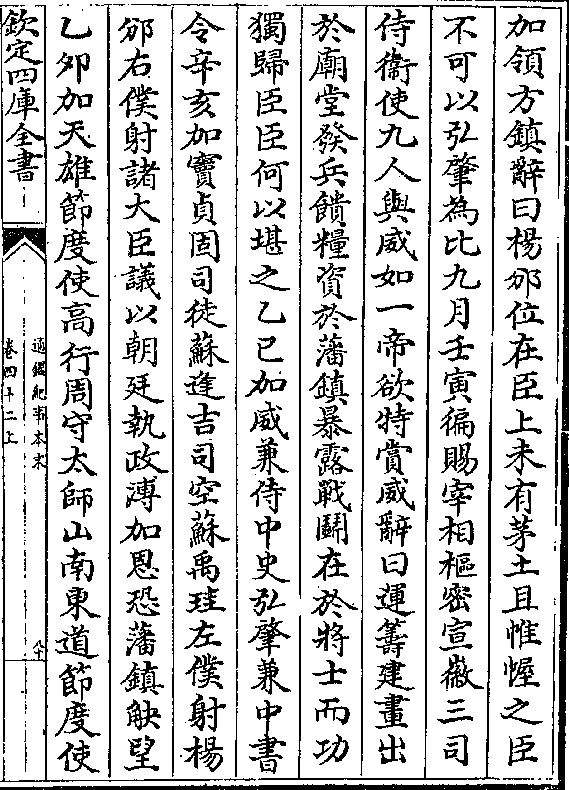 加領方鎮辭曰楊邠位在臣上未有茅土且帷幄之臣
不可以弘肇為比九月壬寅徧賜宰相樞密宣徽三司
侍衞使九人與威如一帝欲特賞威辭曰運籌建畫出
於廟堂發兵饋糧資於藩鎮暴露戰鬬在於將士而功
獨歸臣臣何以堪之乙巳加威兼侍中史弘肇兼中書
令辛亥加竇貞固司徒蘇逢吉司空蘇禹珪左僕射楊
邠右僕射諸大臣議以朝廷執政溥加恩恐藩鎮觖望
乙夘加天雄節度使高行周守太師山南東道節度使
欽定四庫全書
通鑑紀事本末
卷四十二上
八十